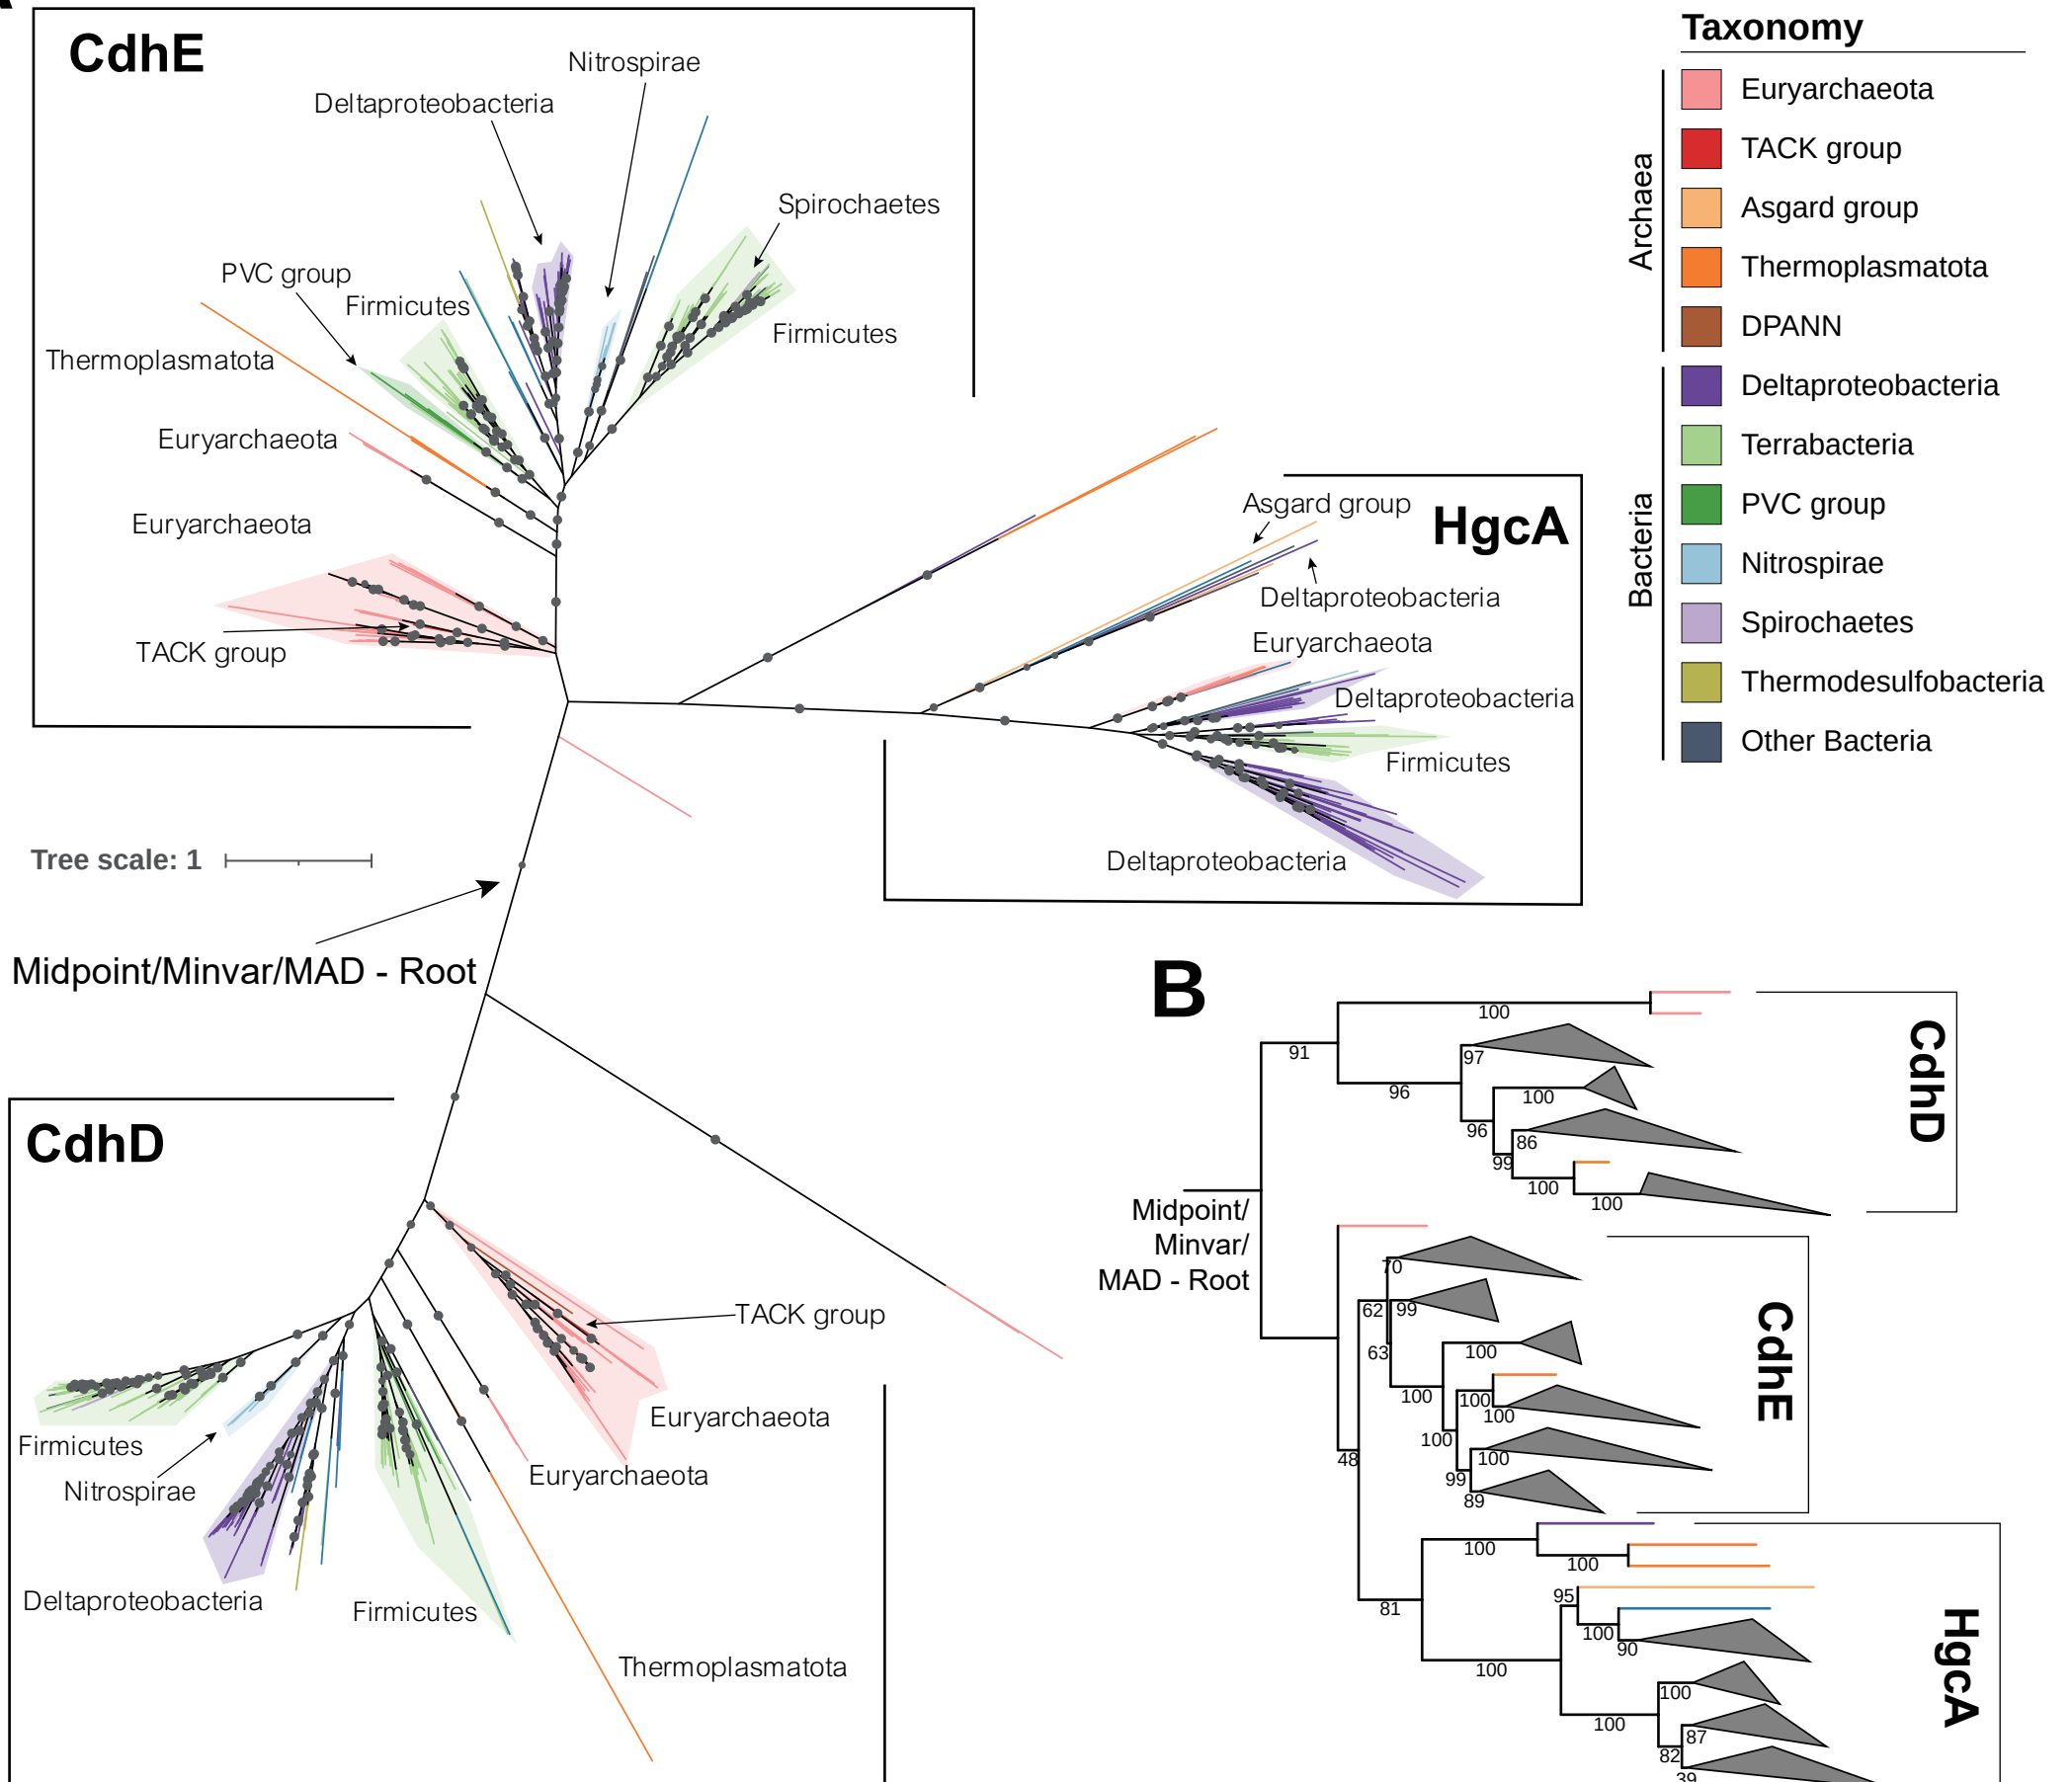 CdhE
Nitrospirae
Deltaproteobacteria
Spirochaetes
PVC group
Firmicutes
Firmicutes
Thermoplasmatota
Euryarchaeota
Euryarchaeota
TACK group
HgcA
Asgard group
Deltaproteobacteria
Euryarchaeota
Deltaproteobacteria
Firmicutes
Deltaproteobacteria
Tree scale: 1
Midpoint/Minvar/MAD - Root
CdhD
TACK group
Euryarchaeota
Euryarchaeota
Firmicutes
Nitrospirae
Deltaproteobacteria
Firmicutes
Thermoplasmatota
Taxonomy
Archaea
Euryarchaeota
TACK group
Asgard group
Thermoplasmatota
DPANN
Bacteria
Deltaproteobacteria
Terrabacteria
PVC group
Nitrospirae
Spirochaetes
Thermodesulfobacteria
Other Bacteria
B
Midpoint/
Minvar/
MAD - Root
CdhD
100
91
97
96
100
96
86
99
100
100
CdhE
70
62
99
63
100
100
100
100
100
100
99
89
48
HgcA
100
100
95
81
100
90
100
100
100
87
82
39